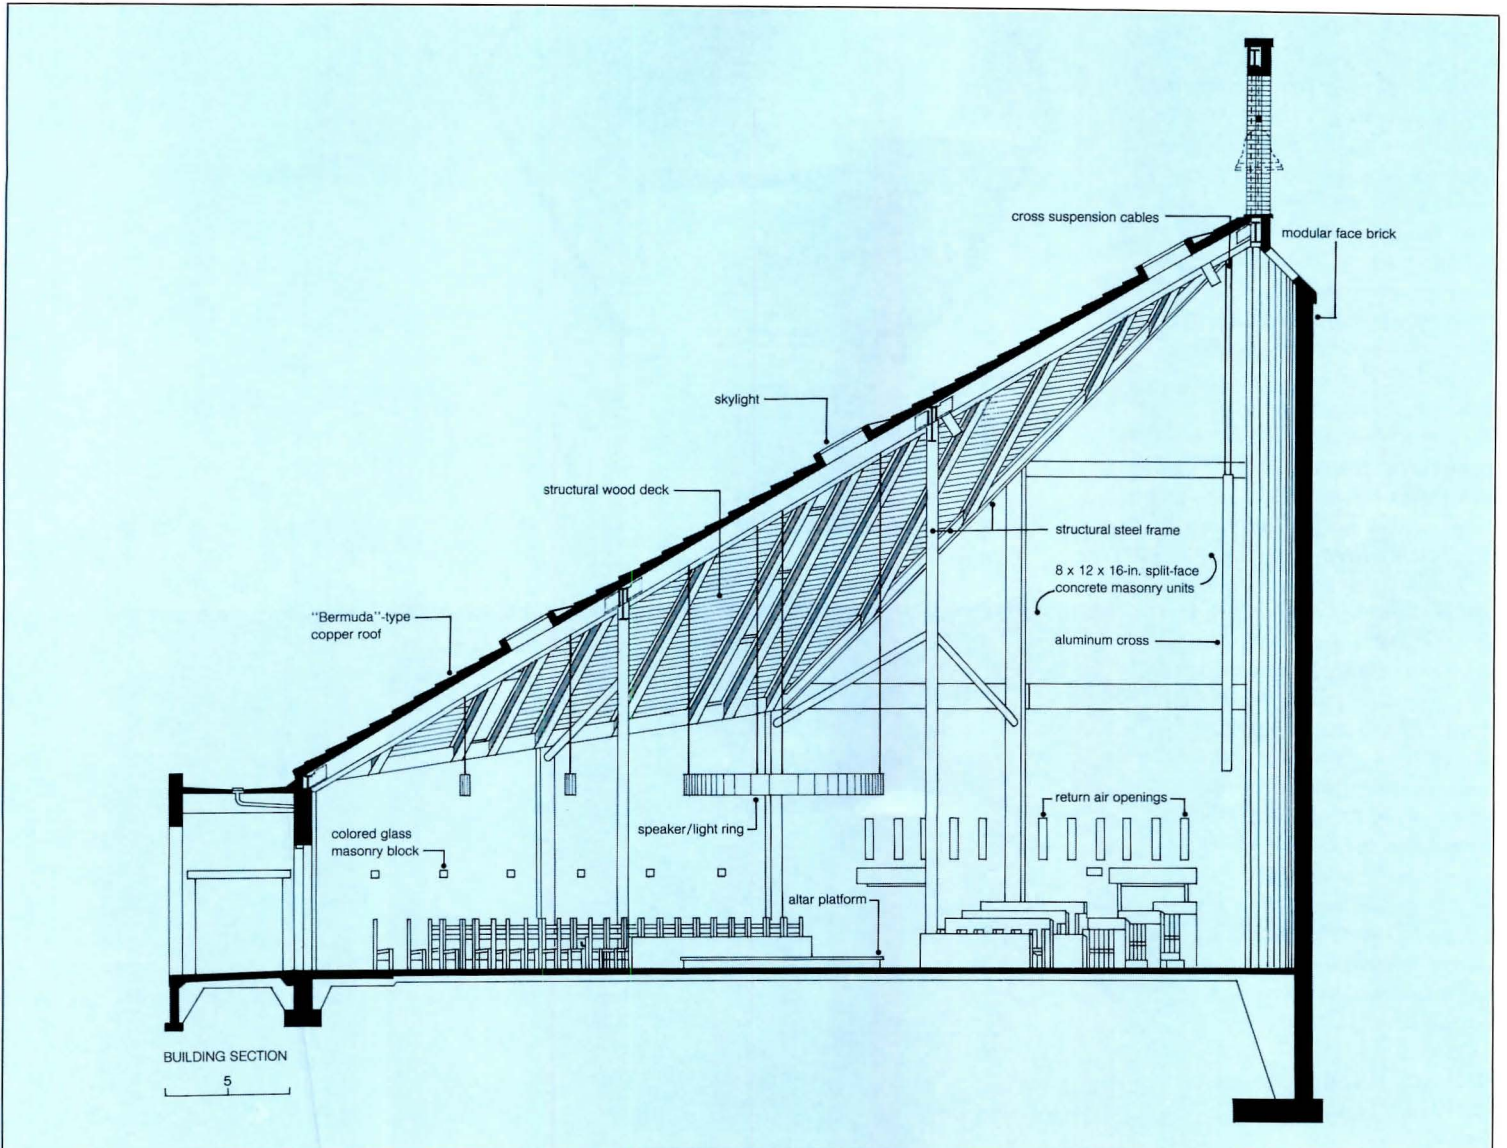 cross suspension cables
modular face brick
skylight
structural wood deck
structural steel frame
8 x 12 x 16-in. split-face
concrete masonry units
"Bermuda"-type
copper roof
aluminum cross
return air openings
speaker/light ring
colored glass
masonry block
altar platform
BUILDING SECTION
5